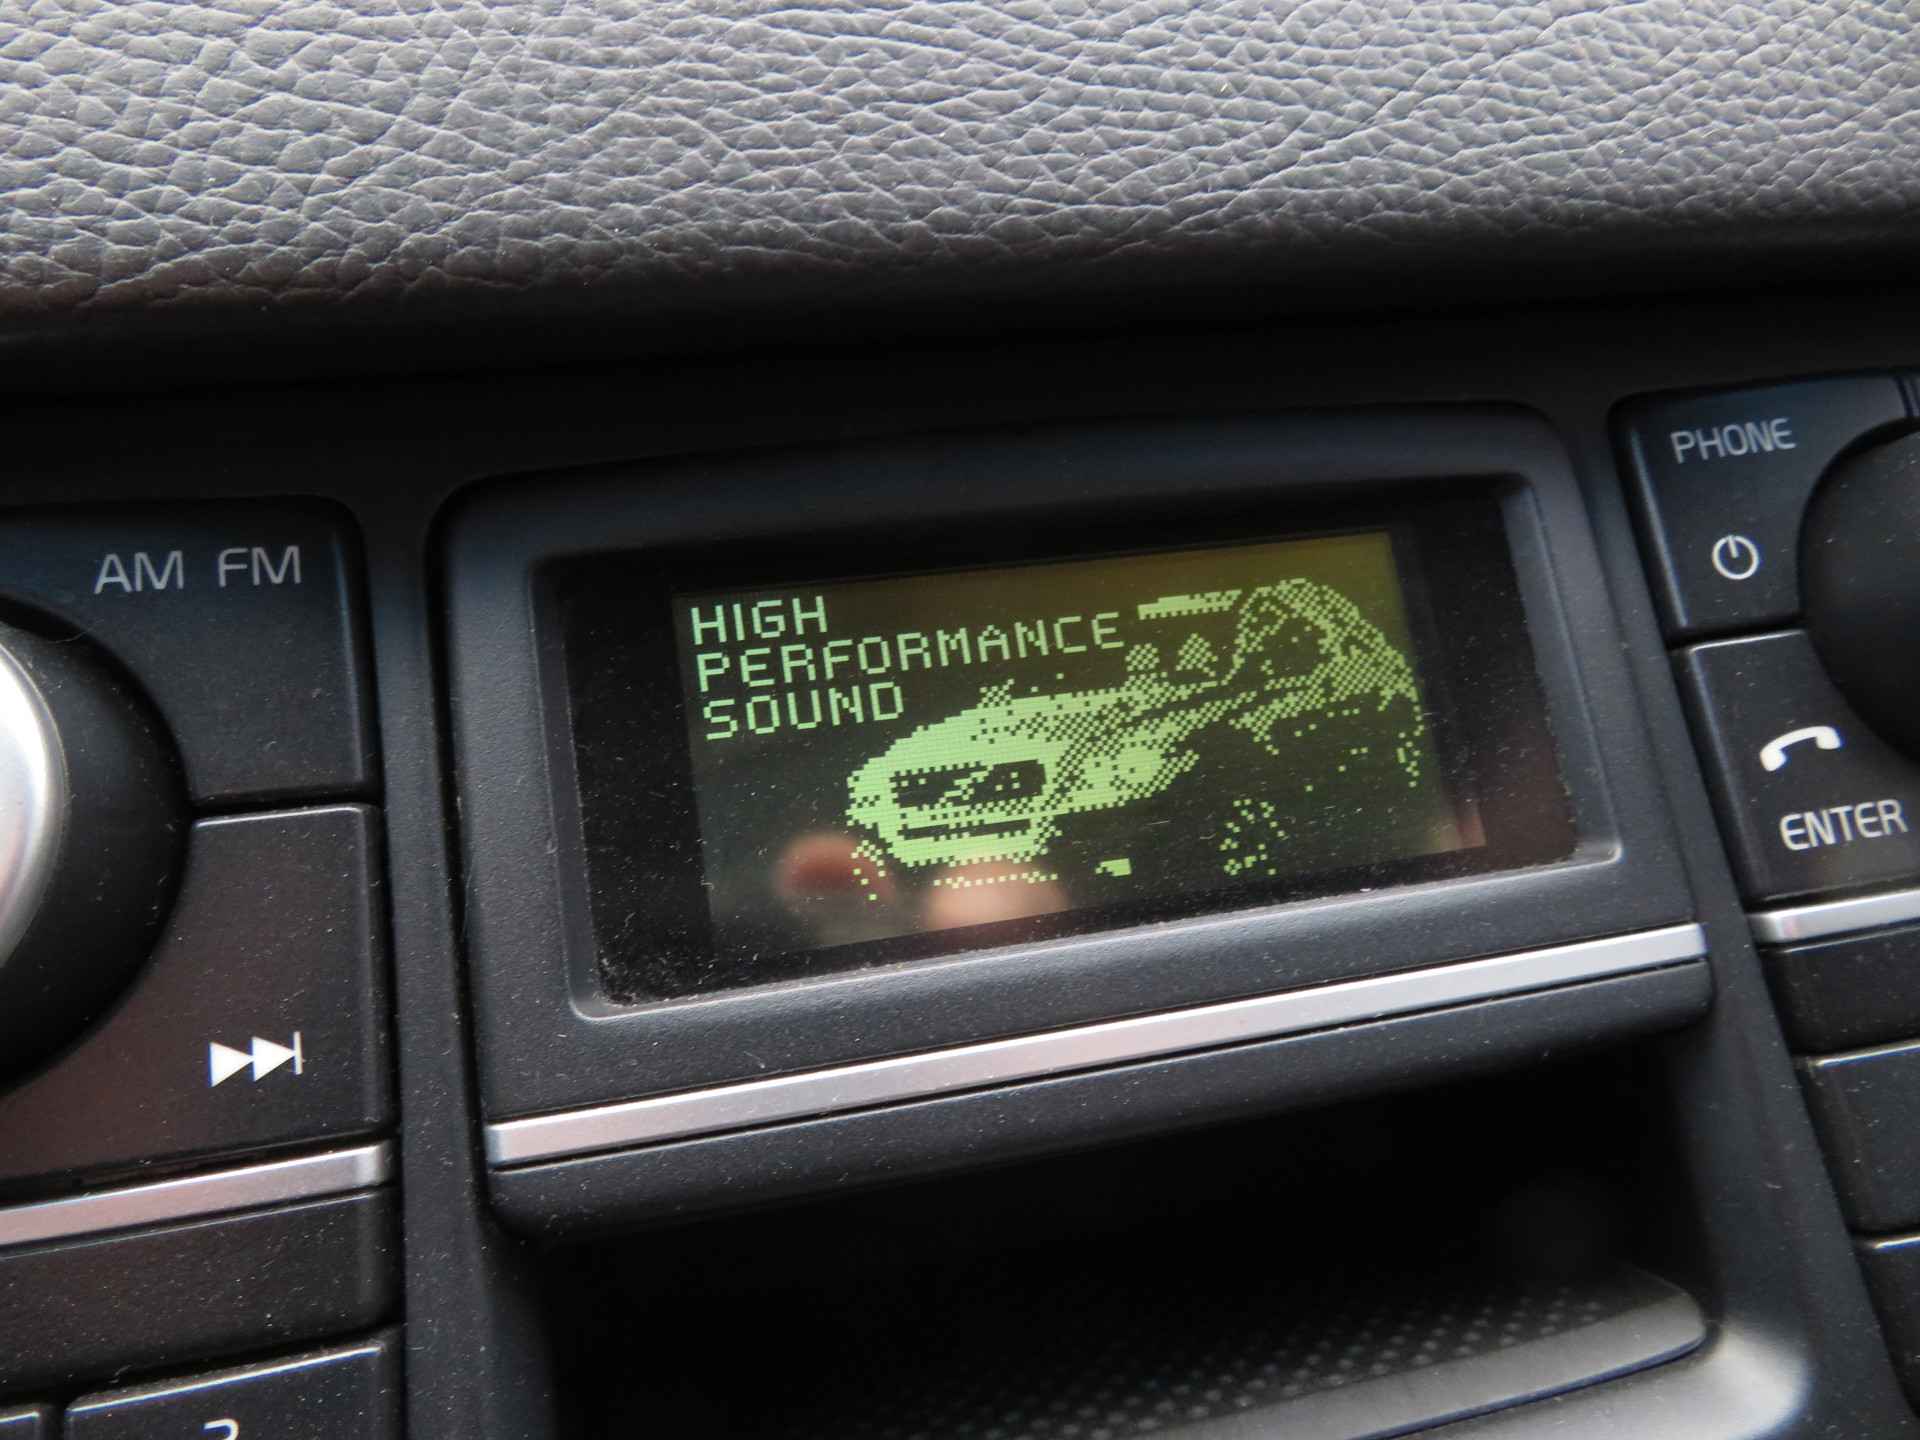 AM FM
HIGH
PERFORMANCE
SOUND
PHONE
ENTER